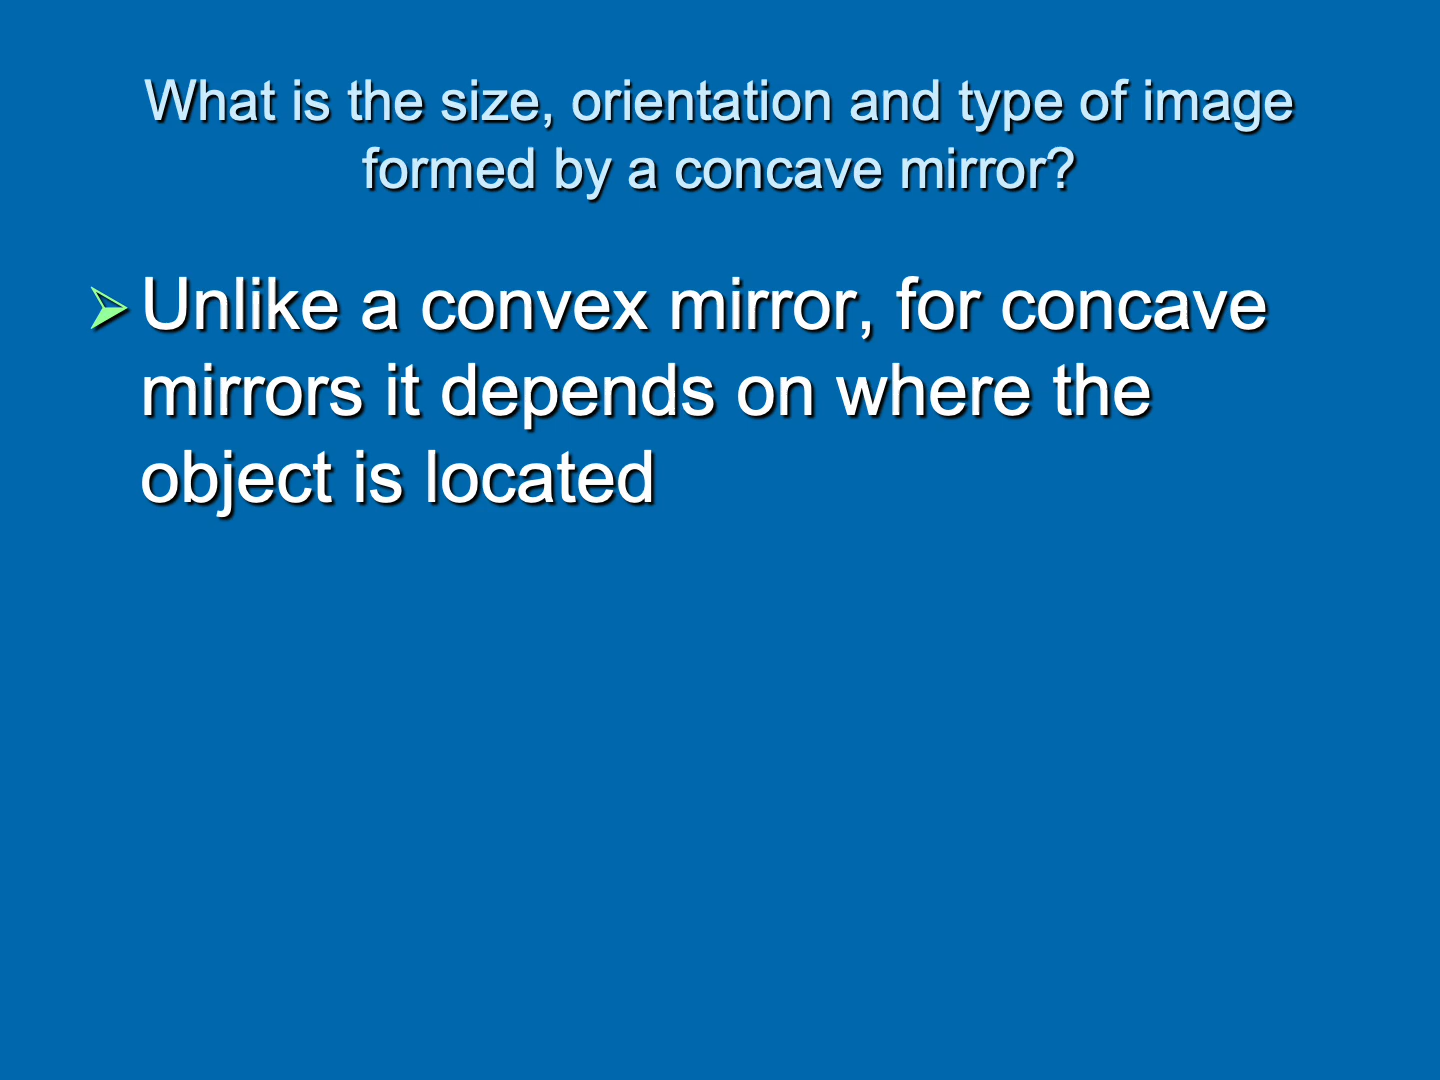 What is the size, orientation and type of image
formed by a concave mirror?
Unlike a convex mirror, for concave
mirrors it depends on where the
object is located